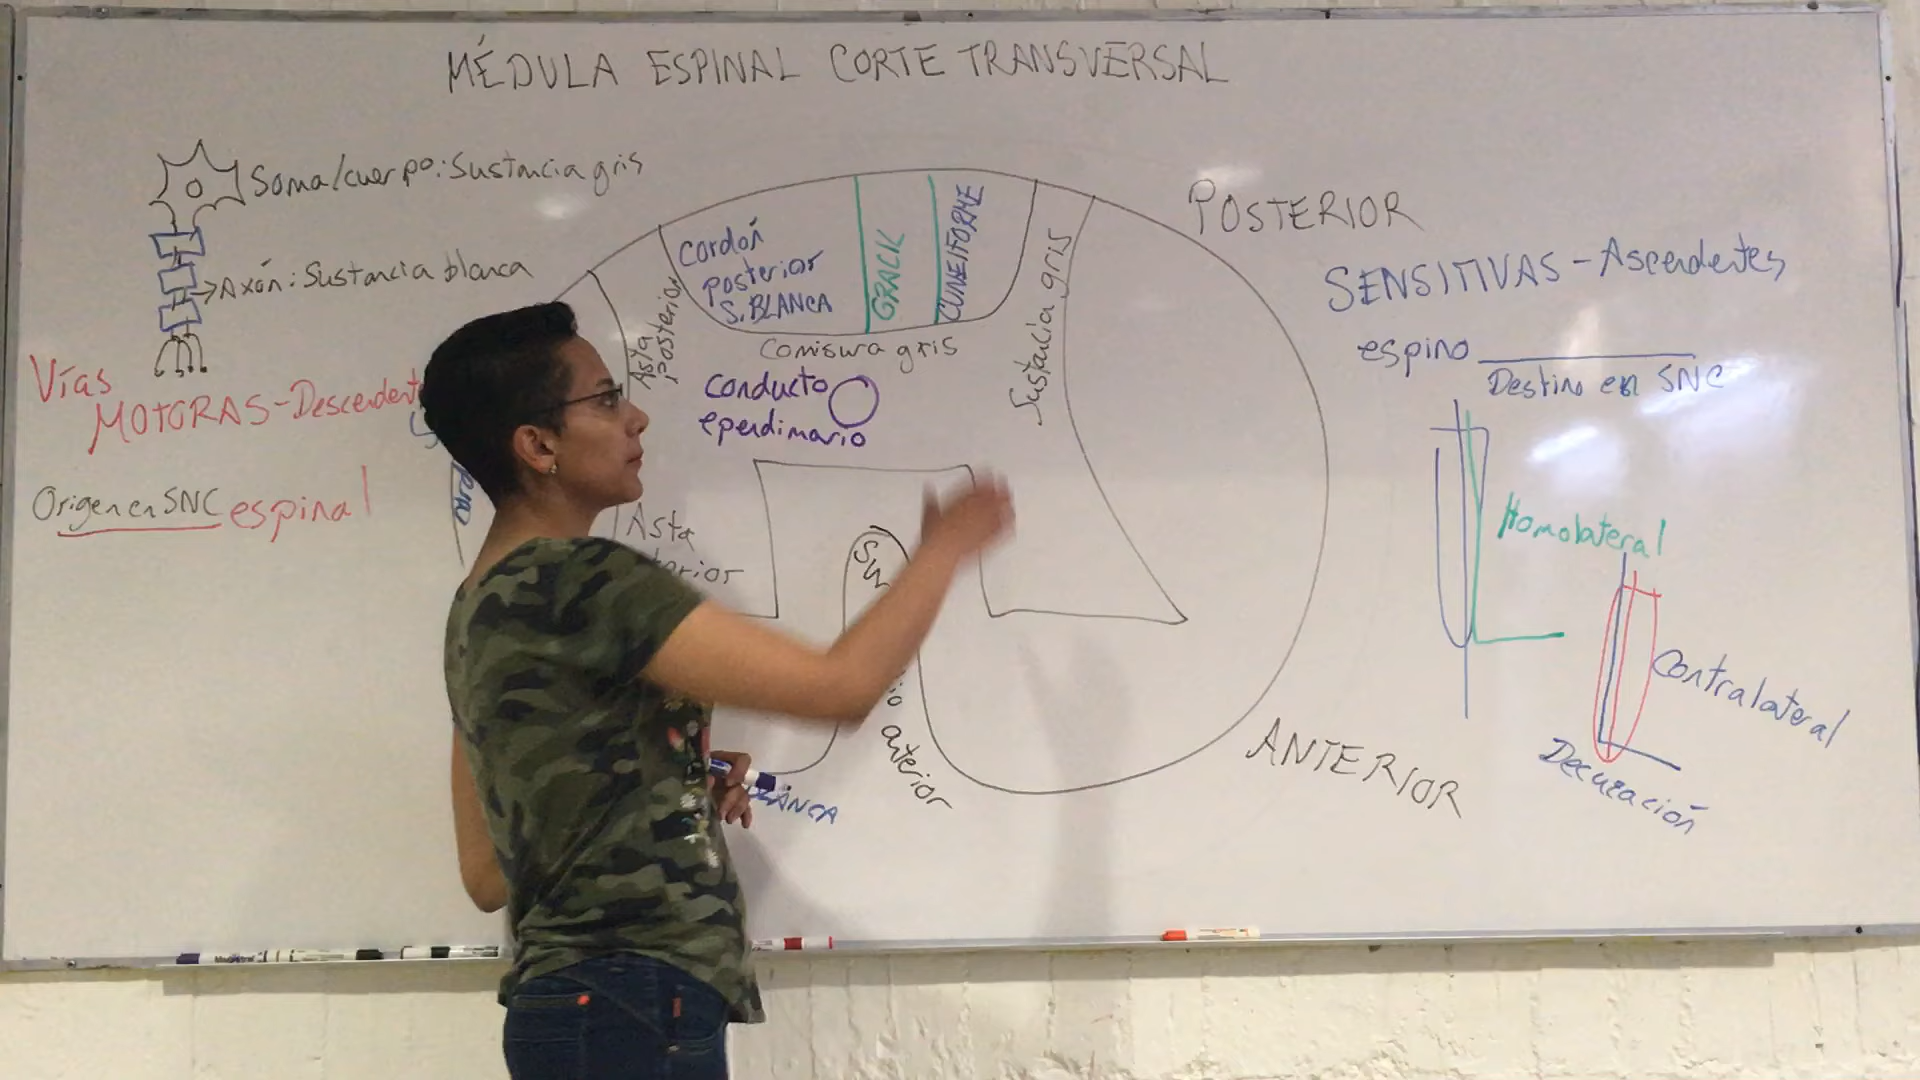 MÉDULA ESPINAL CORTE TRANSVERSAL
Soma/cuerpo: Sustancia gris
Axón: Sustancia blanca
Vías
MOTORAS-Descendent
Origen en SNC espinal
Cordón
posterior
S. BLANCA
GRACIL
CUNEIFORME
Asta
posterior
Comisura gris
Sustancia gris
Conducto
ependimario
Asta
anterior
BLANCA
POSTERIOR
SENSITIVAS - Ascendentes
espino
Destino en SNC
Homolateral
Contralateral
Decuzación
ANTERIOR